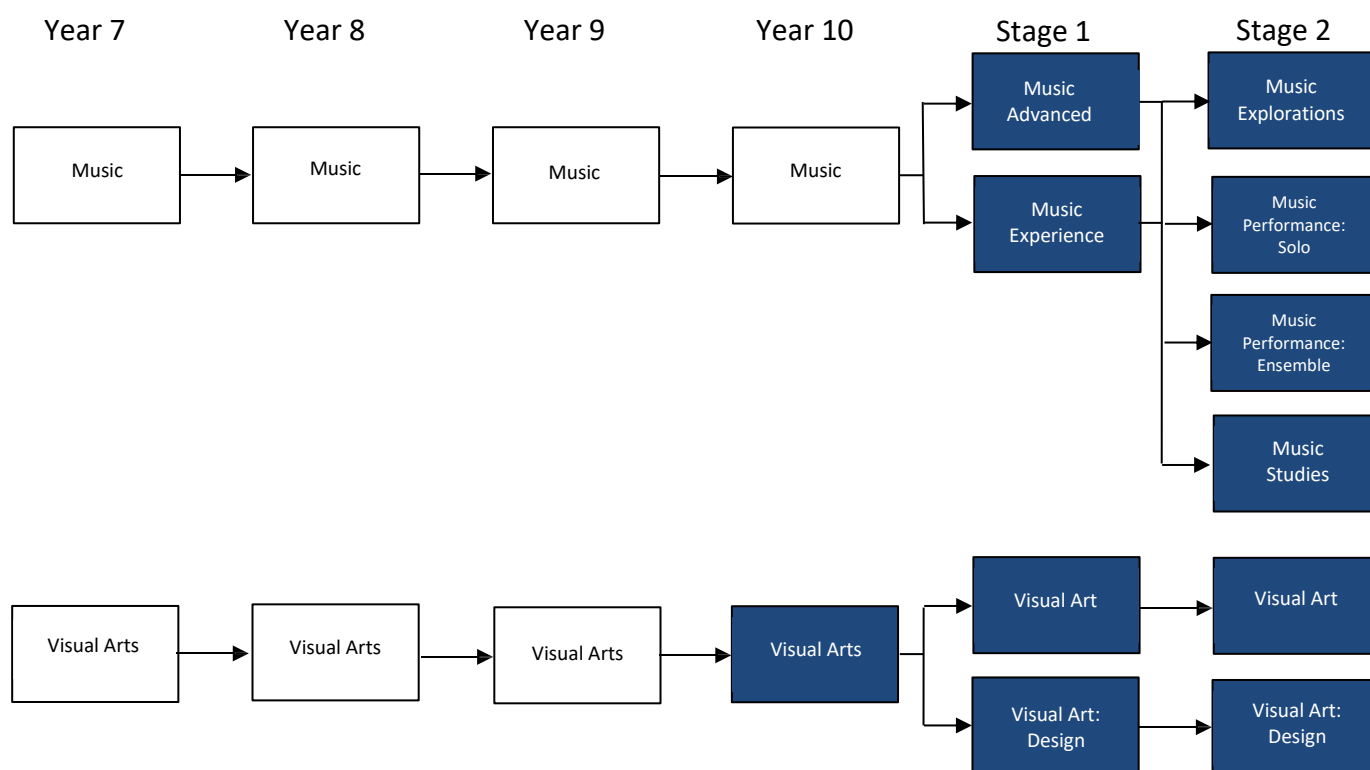 Year 7 Year 8 Year 9 Year 10 Stage 1 Stage 2
Music
Advanced
Music
Explorations
Music
Music
Music
Music
Music
Experience
Music
Performance:
Solo
Music
Performance:
Ensemble
Music
Studies
Visual Arts
Visual Arts
Visual Arts
Visual Arts
Visual Art
Visual Art
Visual Art:
Design
Visual Art:
Design